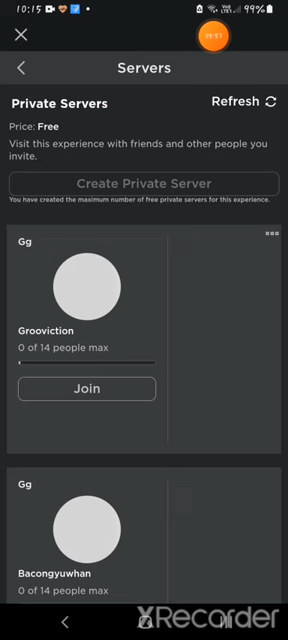 10:15
99%
05:57
Servers
Private Servers
Refresh
Price: Free
Visit this experience with friends and other people you
invite.
Create Private Server
You have created the maximum number of free private servers for this experience.
Gg
Grooviction
0 of 14 people max
Join
Gg
Bacongyuwhan
0 of 14 people max
XRecorder